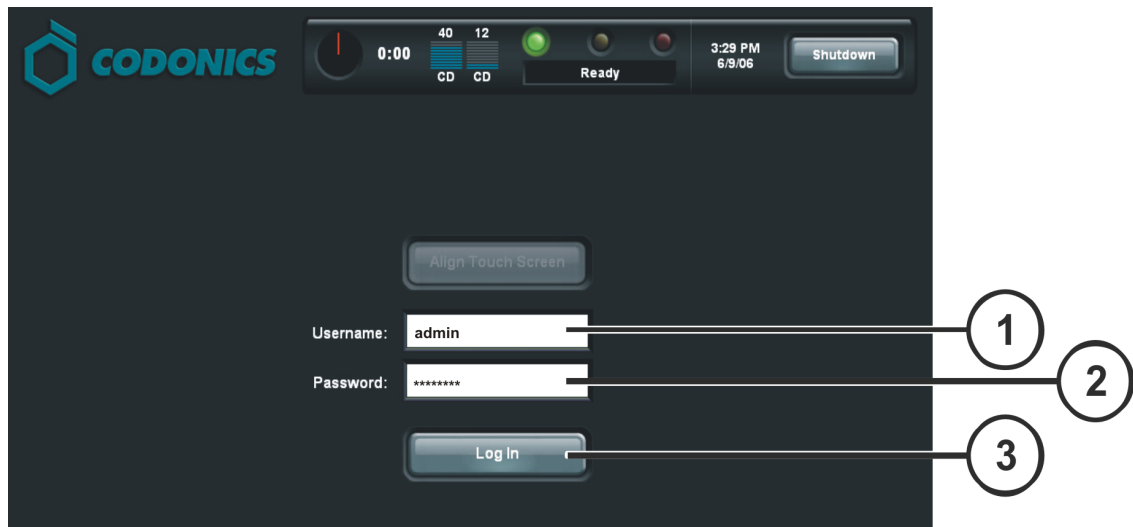 CODONICS
0:00
40 12
CD CD
Ready
3:29 PM
6/9/06
Shutdown
Align Touch Screen
Username: admin
1
Password: ********
2
Log In
3